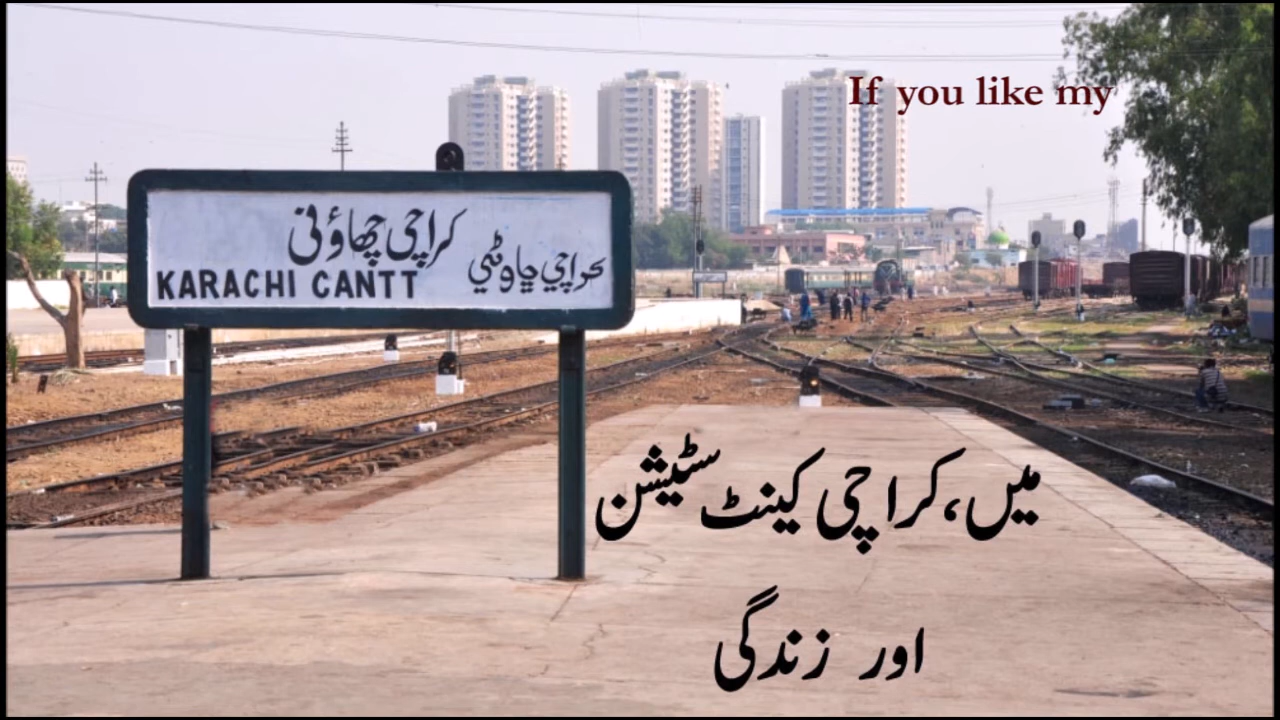 If you like my
کراچی چھاؤنی
ڪراچي ڇاوڻي
KARACHI CANTT
میں، کراچی کینٹ سٹیشن
اور زندگی